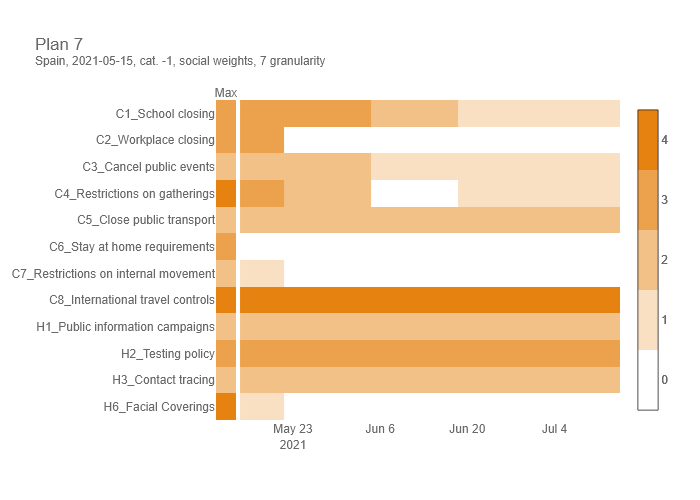 Plan 7
Spain, 2021-05-15, cat. -1, social weights, 7 granularity
Max
C1_School closing
C2_Workplace closing
C3_Cancel public events
C4_Restrictions on gatherings
C5_Close public transport
C6_Stay at home requirements
C7_Restrictions on internal movement
C8_International travel controls
H1_Public information campaigns
H2_Testing policy
H3_Contact tracing
H6_Facial Coverings
May 23
2021
Jun 6
Jun 20
Jul 4
4
3
2
1
0